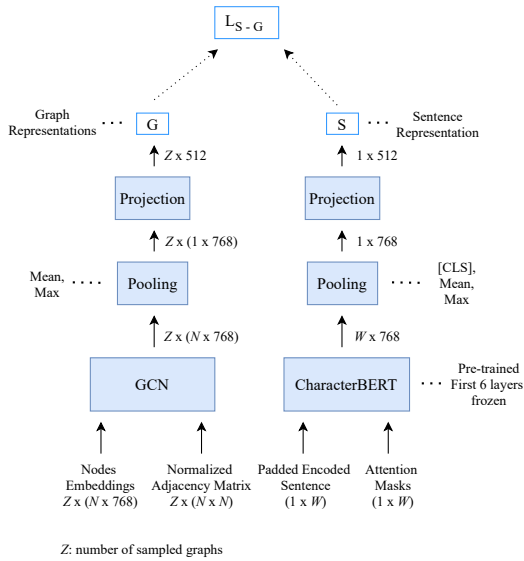 L S - G
Graph
Representations
G
S
Sentence
Representation
Z x 512
1 x 512
Projection
Projection
Z x (1 x 768)
1 x 768
Mean,
Max
Pooling
Pooling
[CLS],
Mean,
Max
Z x (N x 768)
W x 768
GCN
CharacterBERT
Pre-trained
First 6 layers
frozen
Nodes
Embeddings
Z x (N x 768)
Normalized
Adjacency Matrix
Z x (N x N)
Padded Encoded
Sentence
(1 x W)
Attention
Masks
(1 x W)
Z: number of sampled graphs